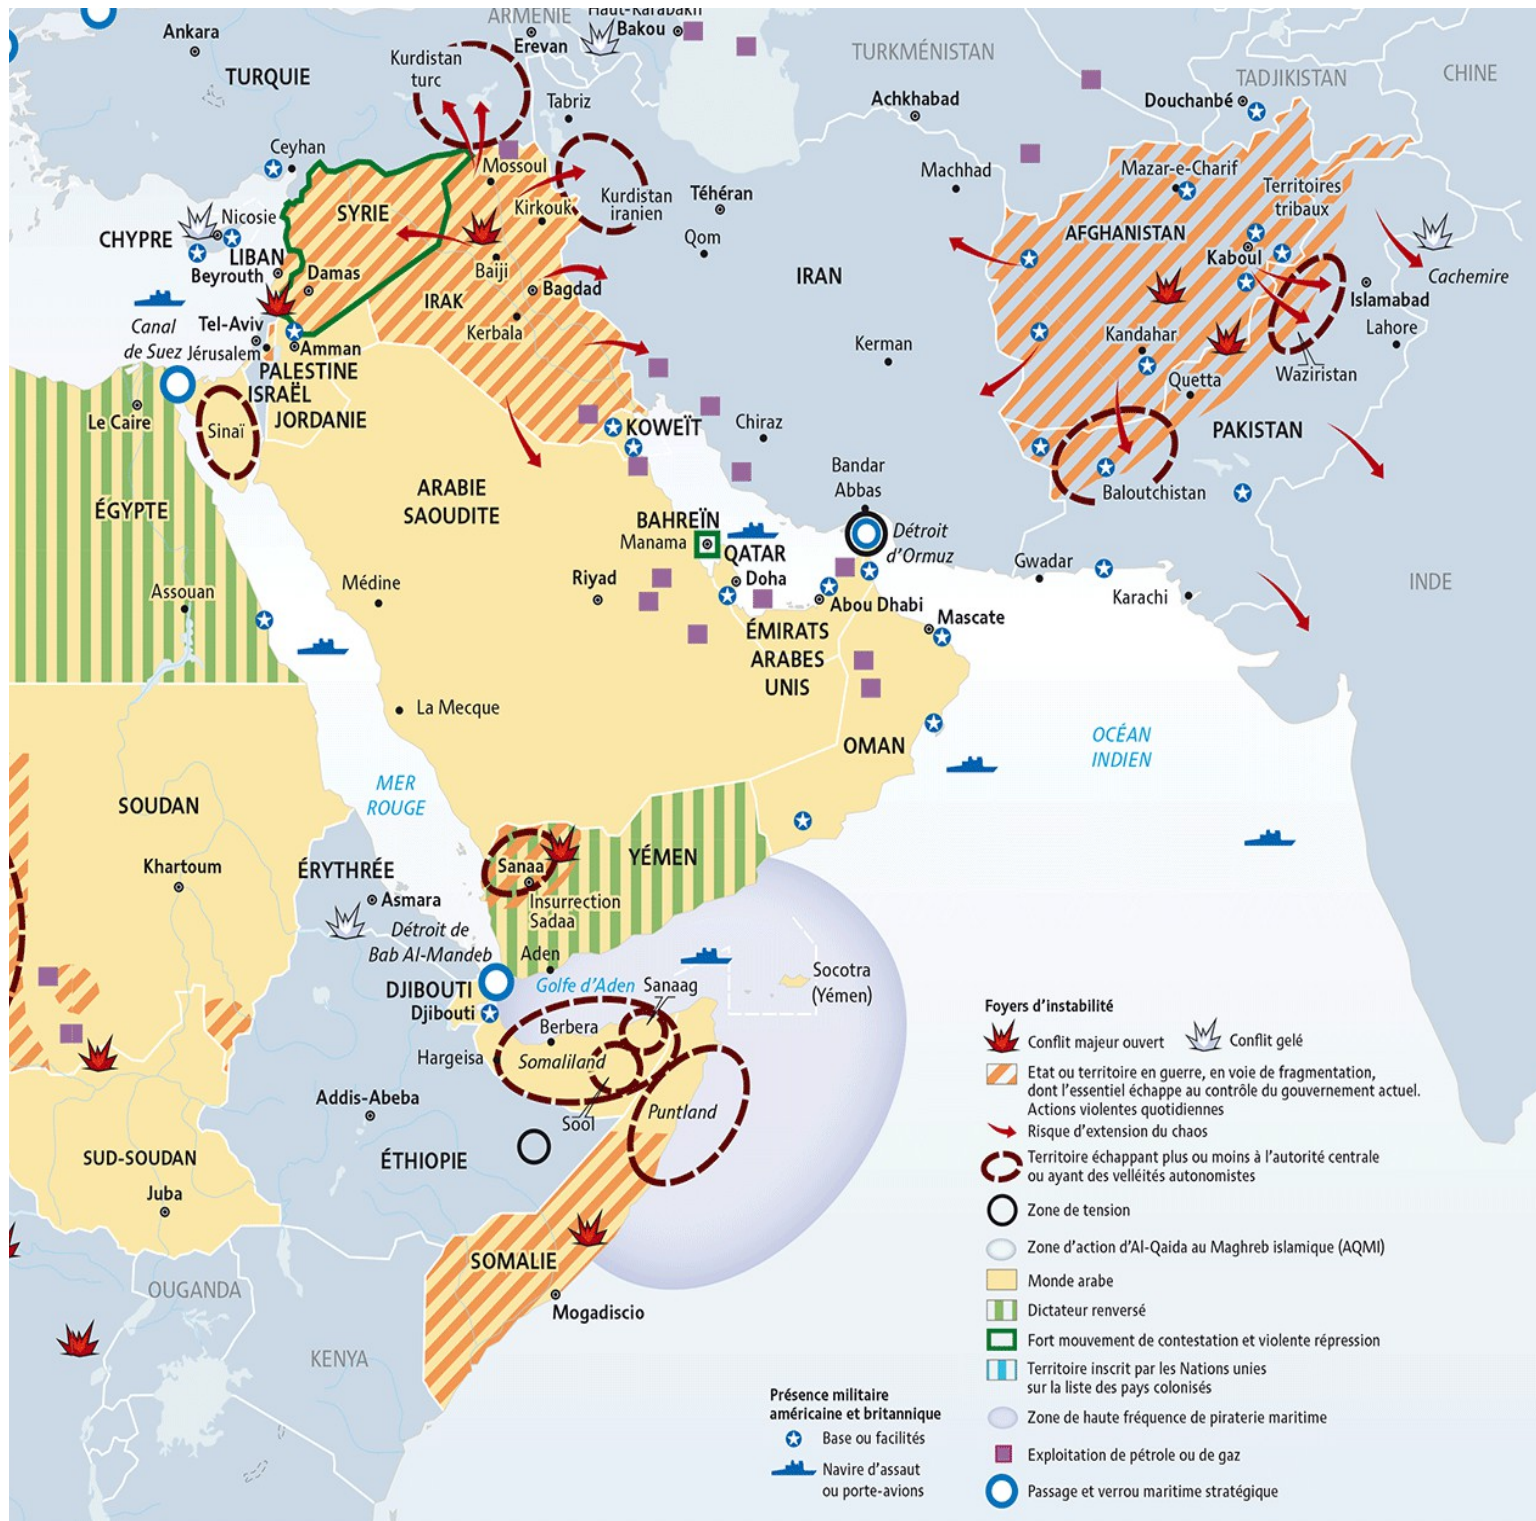 ARMÉNIE
Haut-Karabakh
Ankara
Erevan
Bakou
TURKMÉNISTAN
Kurdistan
turc
TURQUIE
TADJIKISTAN
CHINE
Tabriz
Achkhabad
Douchanbé
Ceyhan
Mossoul
Machhad
Mazar-e-Charif
Kurdistan
iranien
Téhéran
Territoires
tribaux
Nicosie
SYRIE
Kirkouk
CHYPRE
Qom
AFGHANISTAN
LIBAN
Beyrouth
Damas
Baiji
IRAN
Kaboul
Cachemire
Bagdad
IRAK
Islamabad
Canal
de Suez
Tel-Aviv
Kerbala
Kandahar
Lahore
Jérusalem
Amman
Kerman
PALESTINE
Waziristan
ISRAËL
Quetta
JORDANIE
Le Caire
Sinaï
KOWEÏT
Chiraz
PAKISTAN
Bandar
Abbas
ARABIE
SAOUDITE
Baloutchistan
ÉGYPTE
BAHREÏN
Manama
Détroit
d'Ormuz
QATAR
Gwadar
Assouan
Médine
Riyad
Doha
INDE
Abou Dhabi
Karachi
Mascate
ÉMIRATS
ARABES
UNIS
La Mecque
OMAN
OCÉAN
INDIEN
MER
ROUGE
SOUDAN
Khartoum
ÉRYTHRÉE
Sanaa
YÉMEN
Asmara
Insurrection
Sadaa
Détroit de
Bab Al-Mandeb
Aden
Golfe d'Aden
Sanaag
Socotra
(Yémen)
DJIBOUTI
Djibouti
Berbera
Hargeisa
Somaliland
Addis-Abeba
Sool
Puntland
SUD-SOUDAN
ÉTHIOPIE
Juba
SOMALIE
OUGANDA
Mogadiscio
KENYA
Foyers d'instabilité
Conflit majeur ouvert
Conflit gelé
Etat ou territoire en guerre, en voie de fragmentation,
dont l'essentiel échappe au contrôle du gouvernement actuel.
Actions violentes quotidiennes
Risque d'extension du chaos
Territoire échappant plus ou moins à l'autorité centrale
ou ayant des velléités autonomistes
Zone de tension
Zone d'action d'Al-Qaida au Maghreb islamique (AQMI)
Monde arabe
Dictateur renversé
Fort mouvement de contestation et violente répression
Territoire inscrit par les Nations unies
sur la liste des pays colonisés
Zone de haute fréquence de piraterie maritime
Exploitation de pétrole ou de gaz
Passage et verrou maritime stratégique
Présence militaire
américaine et britannique
Base ou facilités
Navire d'assaut
ou porte-avions